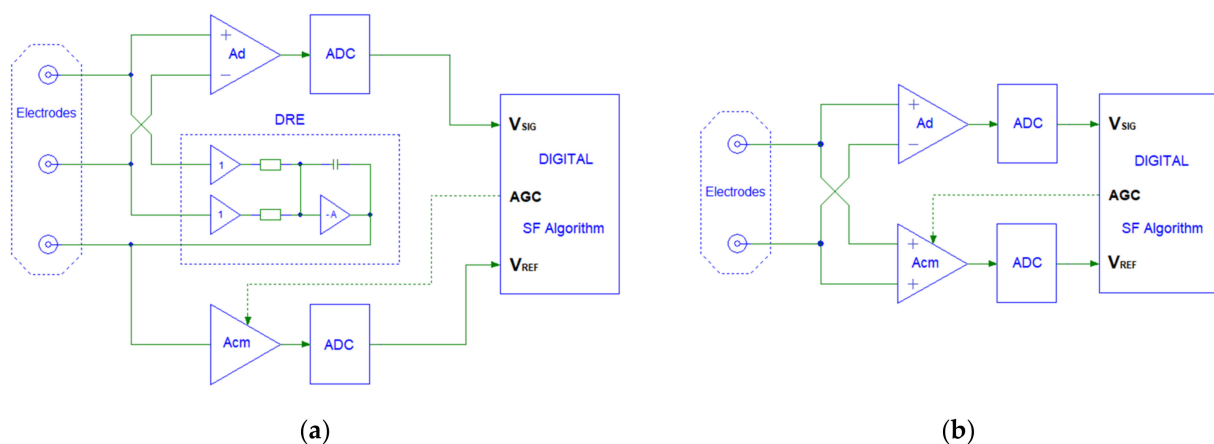 Electrodes
+
Ad
−
ADC
DRE
1
1
-A
Acm
ADC
VSIG
DIGITAL
AGC
SF Algorithm
VREF
(a)
Electrodes
+
Ad
−
ADC
+
Acm
+
ADC
VSIG
DIGITAL
AGC
SF Algorithm
VREF
(b)